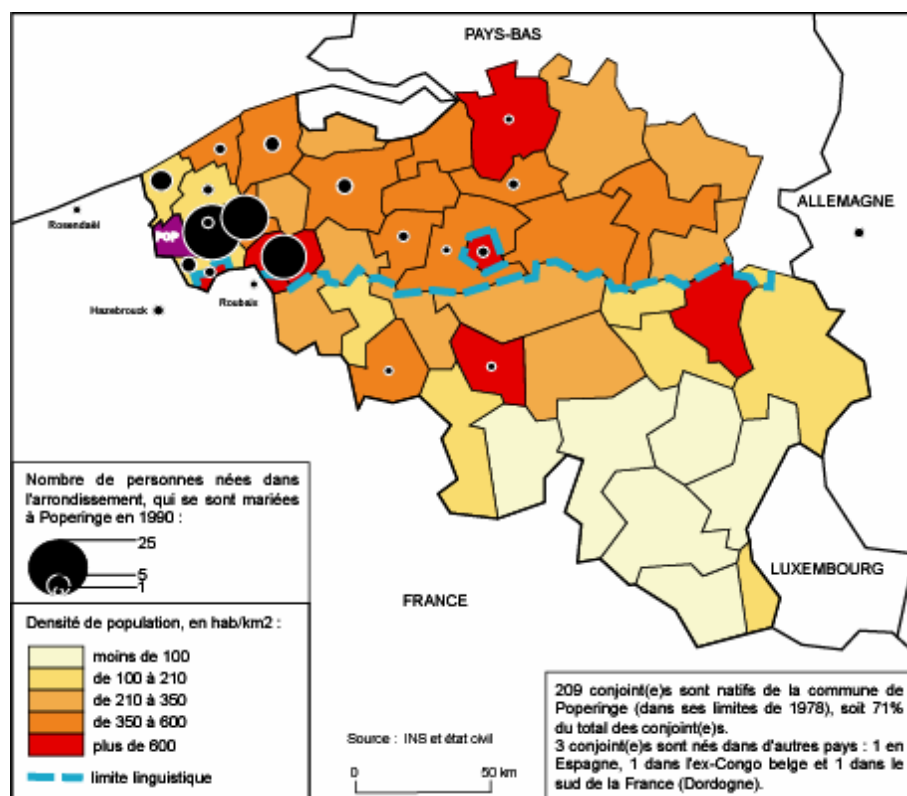 PAYS-BAS
ALLEMAGNE
Rosendaël
POP
Roubaix
Hazebrouck
Nombre de personnes nées dans
l'arrondissement, qui se sont mariées
à Poperinge en 1990 :
25
5
1
LUXEMBOURG
FRANCE
Densité de population, en hab/km2 :
moins de 100
de 100 à 210
de 210 à 350
de 350 à 600
plus de 600
limite linguistique
Source : INS et état civil
0 50 km
209 conjoint(e)s sont natifs de la commune de
Poperinge (dans ses limites de 1978), soit 71%
du total des conjoint(e)s.
3 conjoint(e)s sont nés dans d'autres pays : 1 en
Espagne, 1 dans l'ex-Congo belge et 1 dans le
sud de la France (Dordogne).